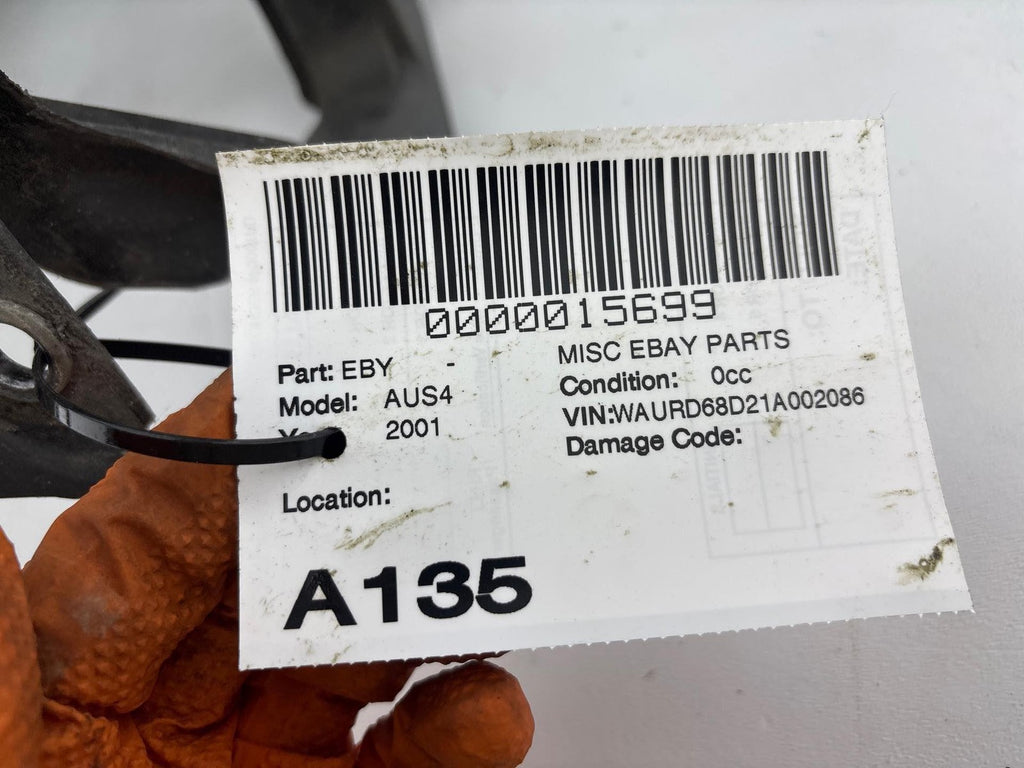 0000015699
Part: EBY - MISC EBAY PARTS
Model: AUS4 Condition: 0cc
2001 VIN:WAURD68D21A002086
Damage Code:
Location:
A135